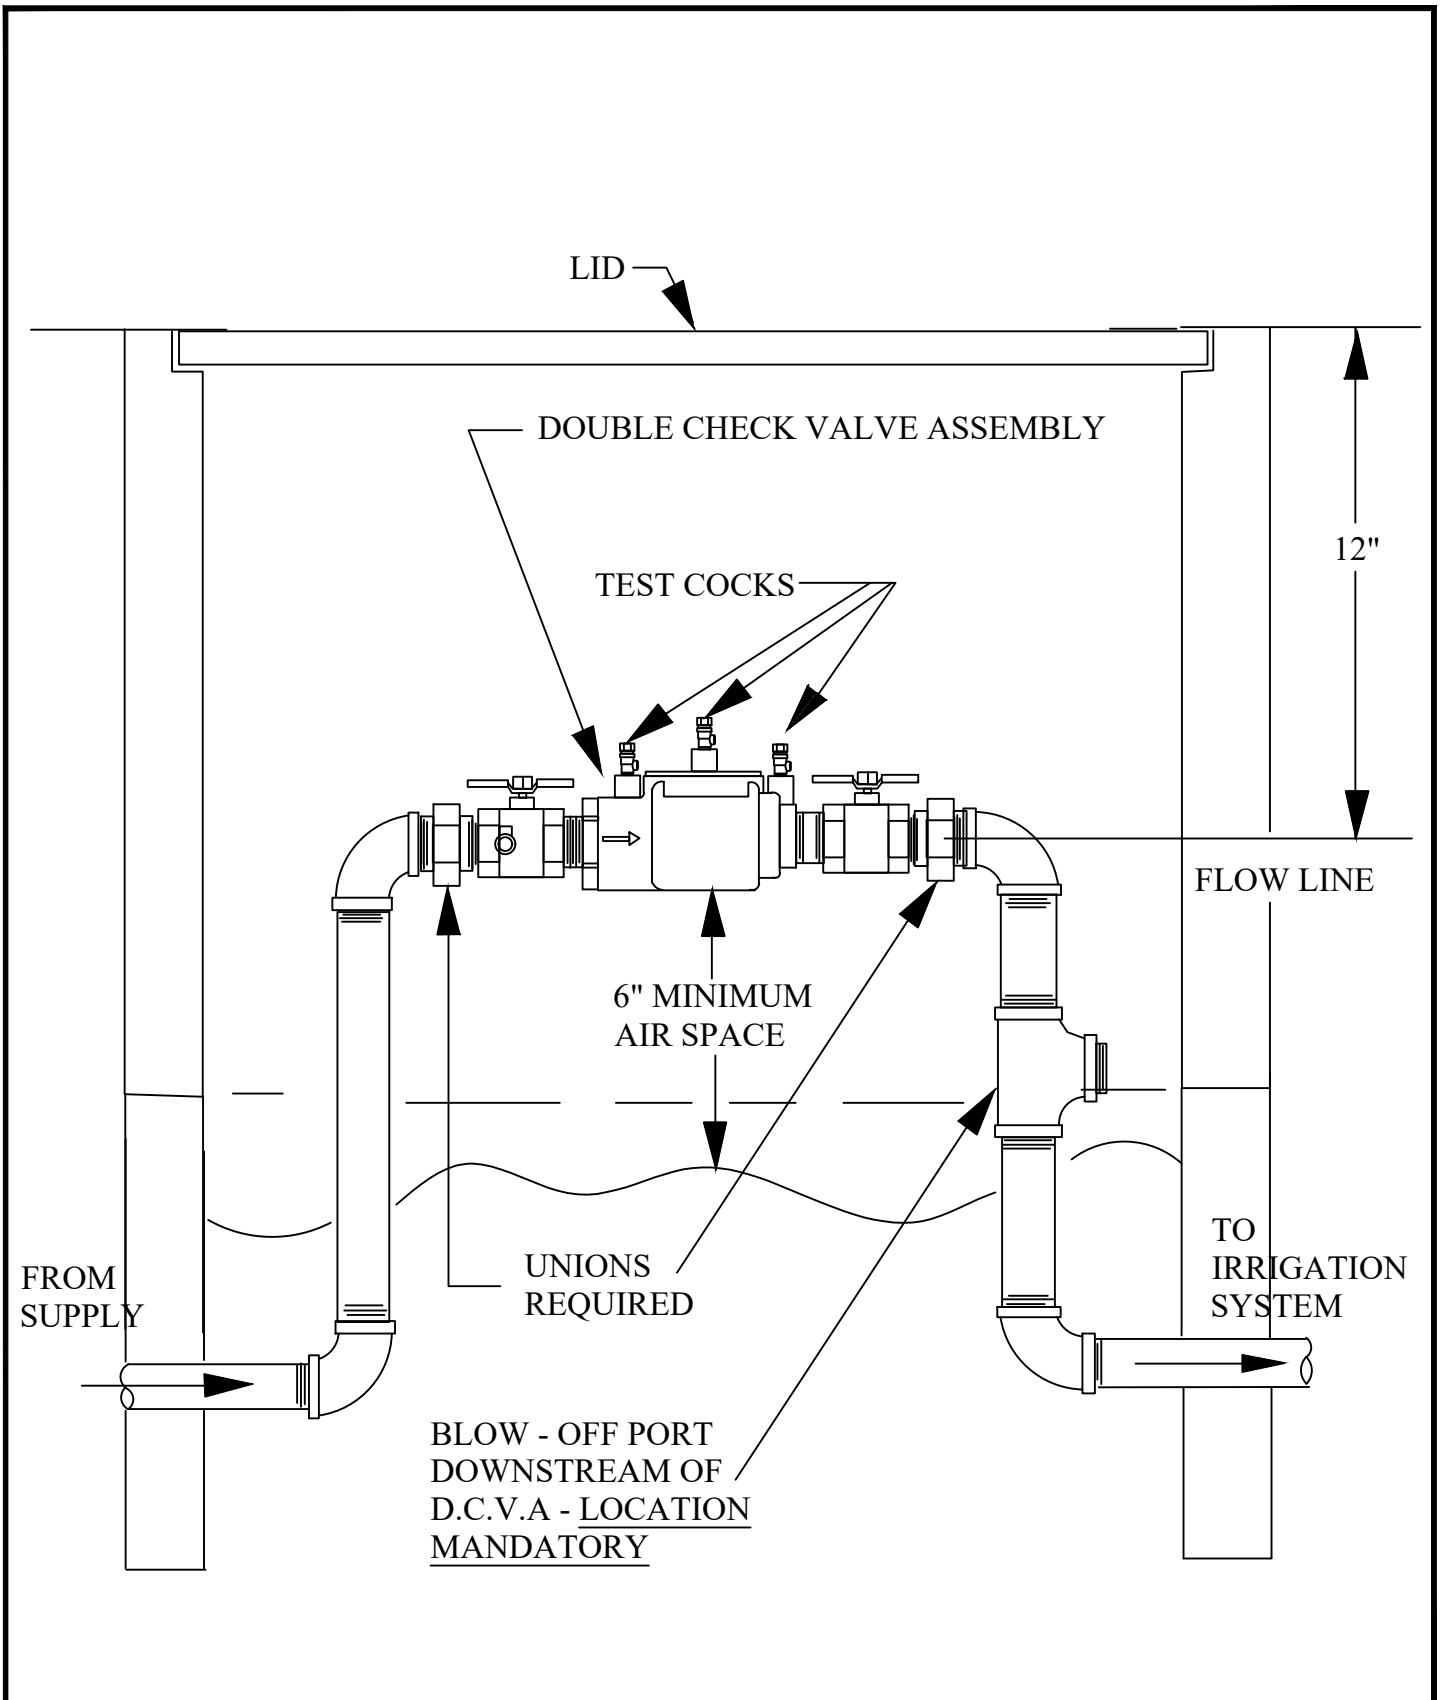 LID
DOUBLE CHECK VALVE ASSEMBLY
12"
TEST COCKS
FLOW LINE
6" MINIMUM
AIR SPACE
FROM
SUPPLY
UNIONS
REQUIRED
TO
IRRIGATION
SYSTEM
BLOW - OFF PORT
DOWNSTREAM OF
D.C.V.A - LOCATION
MANDATORY